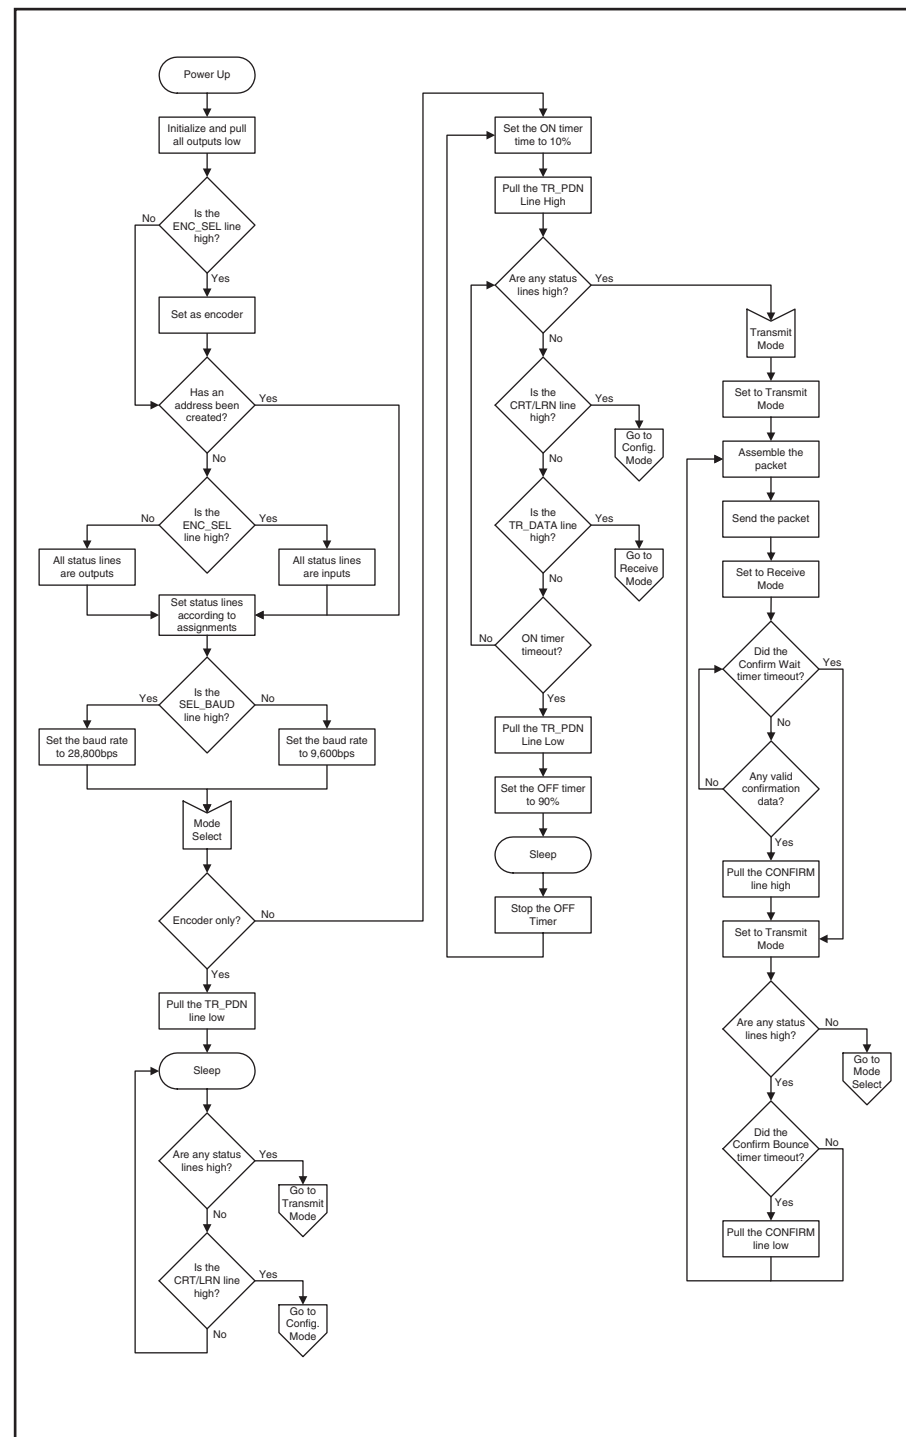 Power Up
Initialize and pull
all outputs low
Is the
ENC_SEL line
high?
No
Yes
Set as encoder
Has an
address been
created?
Yes
No
Is the
ENC_SEL
line high?
No
Yes
All status lines
are outputs
All status lines
are inputs
Set status lines
according to
assignments
Is the
SEL_BAUD
line high?
Yes
No
Set the baud rate
to 28,800bps
Set the baud rate
to 9,600bps
Mode
Select
Encoder only?
No
Yes
Pull the TR_PDN
line low
Sleep
Are any status
lines high?
Yes
Go to
Transmit
Mode
No
Is the
CRT/LRN line
high?
Yes
Go to
Config.
Mode
No
Set the ON timer
time to 10%
Pull the TR_PDN
Line High
Are any status
lines high?
Yes
No
Is the
CRT/LRN line
high?
Yes
Go to
Config.
Mode
No
Is the
TR_DATA line
high?
Yes
Go to
Receive
Mode
No
ON timer
timeout?
No
Yes
Pull the TR_PDN
Line Low
Set the OFF timer
to 90%
Sleep
Stop the OFF
Timer
Transmit
Mode
Set to Transmit
Mode
Assemble the
packet
Send the packet
Set to Receive
Mode
Did the
Confirm Wait
timer timeout?
Yes
No
Any valid
confirmation
data?
No
Yes
Pull the CONFIRM
line high
Set to Transmit
Mode
Are any status
lines high?
No
Go to
Mode
Select
Yes
Did the
Confirm Bounce
timer timeout?
No
Yes
Pull the CONFIRM
line low